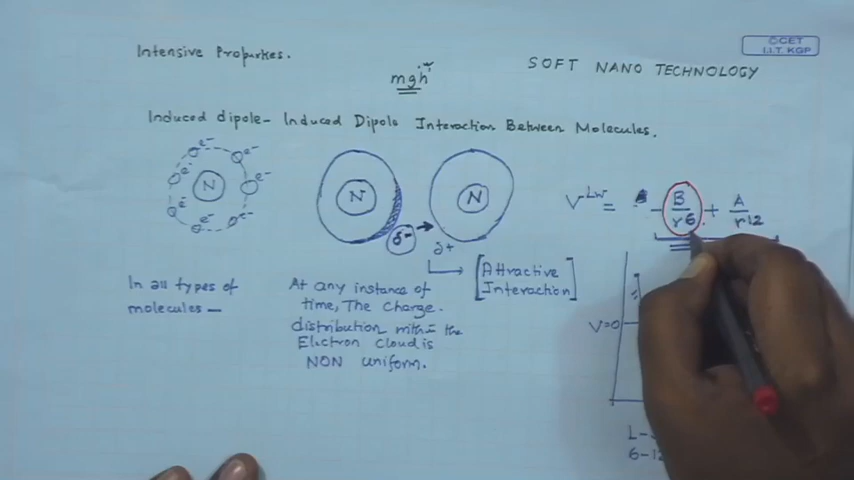 ©CET
I.I.T. KGP
Intensive Properties.
mgh
SOFT NANO TECHNOLOGY
Induced dipole- Induced Dipole Interaction Between Molecules.
e- e- e- e- e- e- e-
N
N
N
δ-
δ+
[Attractive
Interaction]
V^LW = - B/r6 + A/r12
V=0
In all types of
molecules —
At any instance of
time, The charge.
distribution within the
Electron cloud is
NON uniform.
L-
6-12